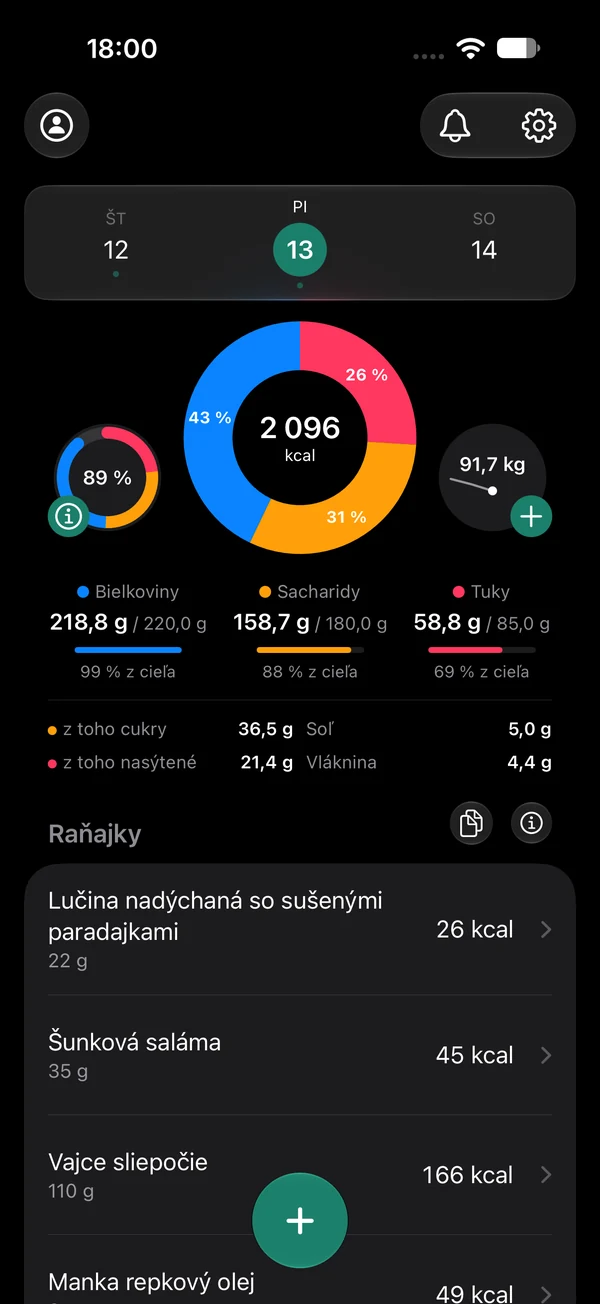 18:00
ŠT PI SO
12 13 14
26 %
43 %
31 %
2 096
kcal
89 %
91,7 kg
Bielkoviny Sacharidy Tuky
218,8 g / 220,0 g 158,7 g / 180,0 g 58,8 g / 85,0 g
99 % z cieľa 88 % z cieľa 69 % z cieľa
z toho cukry 36,5 g Soľ 5,0 g
z toho nasýtené 21,4 g Vláknina 4,4 g
Raňajky
Lučina nadýchaná so sušenými
paradajkami
26 kcal
22 g
Šunková saláma
45 kcal
35 g
Vajce sliepočie
166 kcal
110 g
Manka repkový olej
49 kcal